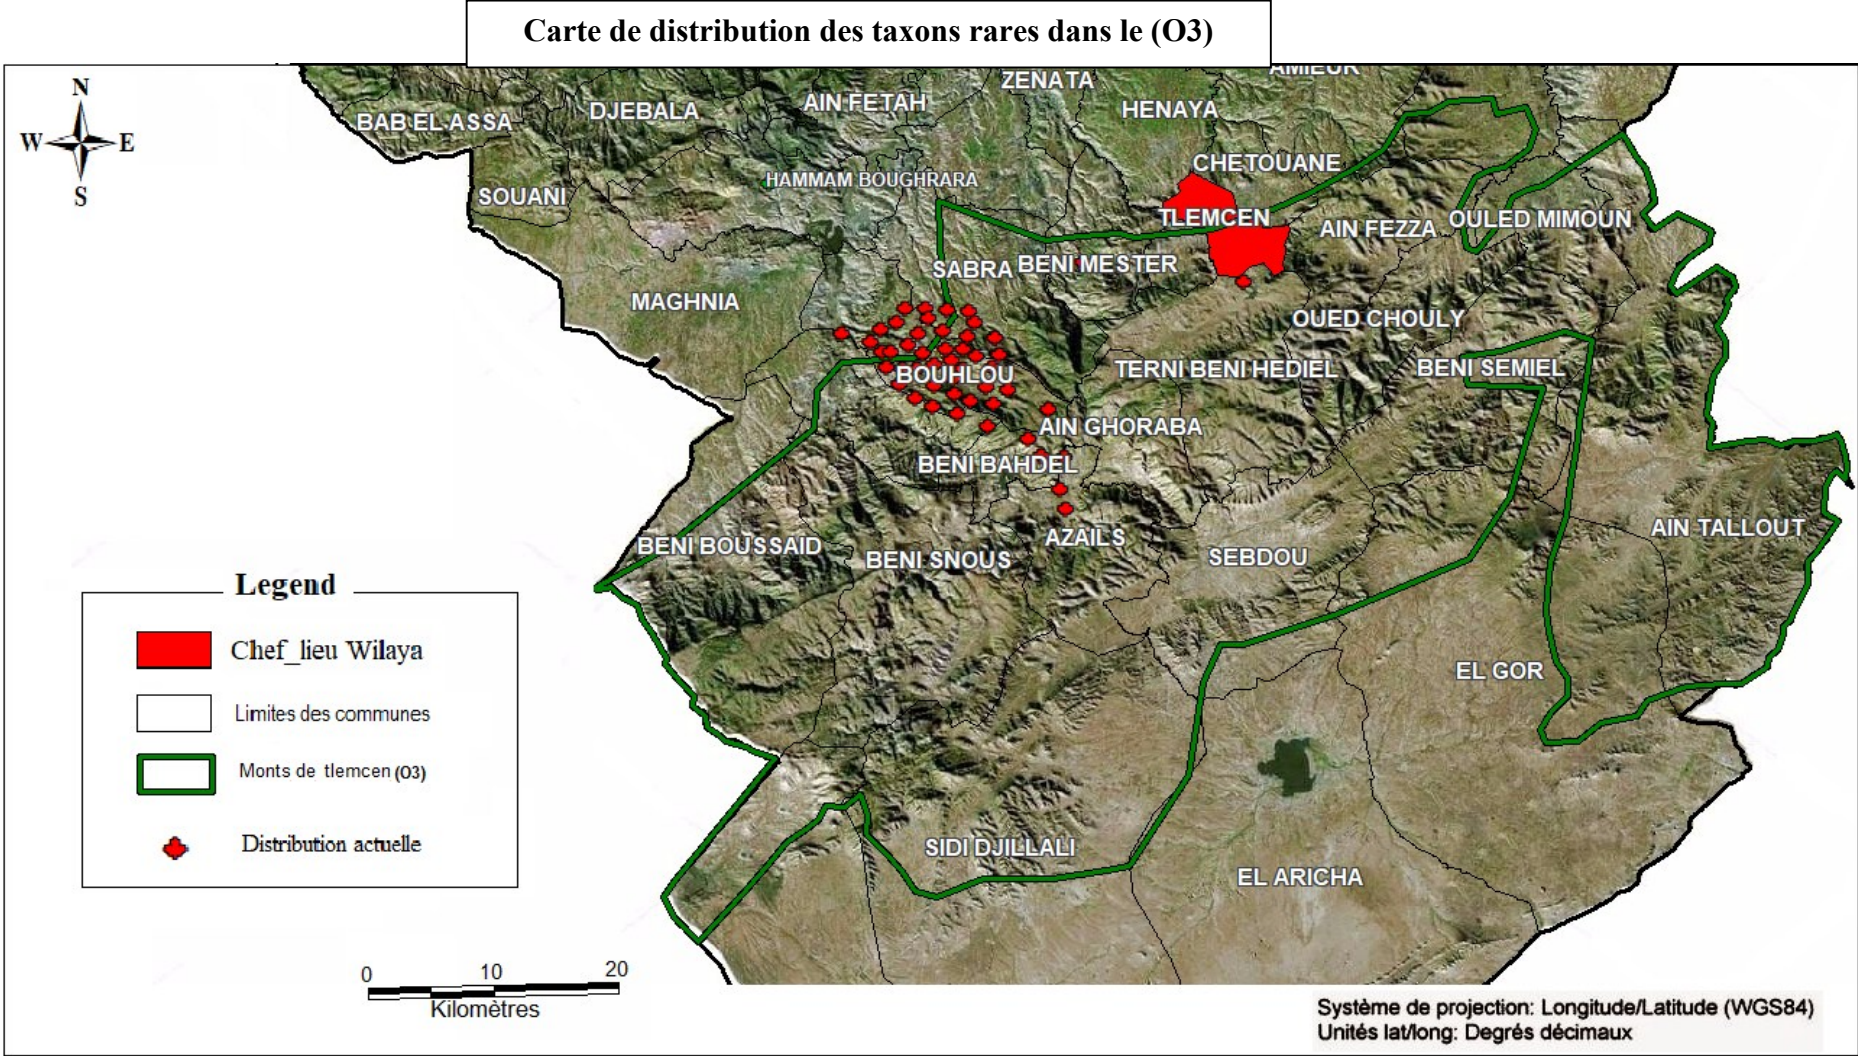 Carte de distribution des taxons rares dans le (O3)
N
W E
S
AMIEUR
ZENATA
AIN FETAH
HENAYA
DJEBALA
BAB EL ASSA
CHETOUANE
HAMMAM BOUGHRARA
SOUANI
TLEMCEN
OULED MIMOUN
AIN FEZZA
SABRA
BENI MESTER
MAGHNIA
OUED CHOULY
BOUHLOU
TERNI BENI HEDIEL
BENI SEMIEL
AIN GHORABA
BENI BAHDEL
AIN TALLOUT
AZAILS
BENI BOUSSAID
BENI SNOUS
SEBDOU
EL GOR
SIDI DJILLALI
EL ARICHA
Legend
Chef_lieu Wilaya
Limites des communes
Monts de tlemcen (O3)
Distribution actuelle
0 10 20
Kilomètres
Système de projection: Longitude/Latitude (WGS84)
Unités lat/long: Degrés décimaux